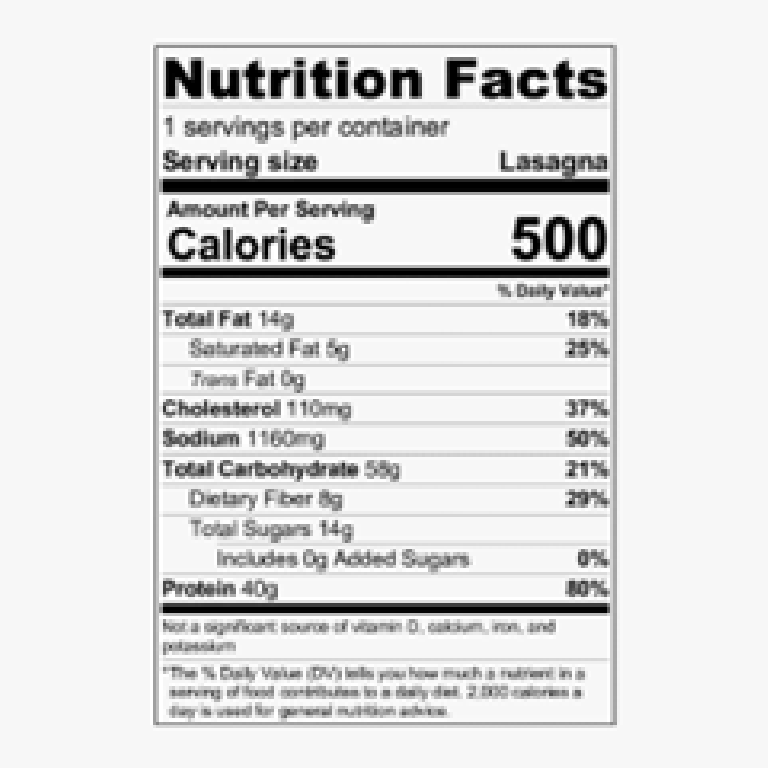 Nutrition Facts
1 servings per container
Serving size Lasagna
Amount Per Serving
Calories 500
% Daily Value*
Total Fat 14g 18%
Saturated Fat 5g 25%
Trans Fat 0g
Cholesterol 110mg 37%
Sodium 1160mg 50%
Total Carbohydrate 58g 21%
Dietary Fiber 8g 29%
Total Sugars 14g
Includes 0g Added Sugars 0%
Protein 40g 80%
Not a significant source of vitamin D, calcium, iron, and
potassium
*The % Daily Value (DV) tells you how much a nutrient in a
serving of food contributes to a daily diet. 2,000 calories a
day is used for general nutrition advice.